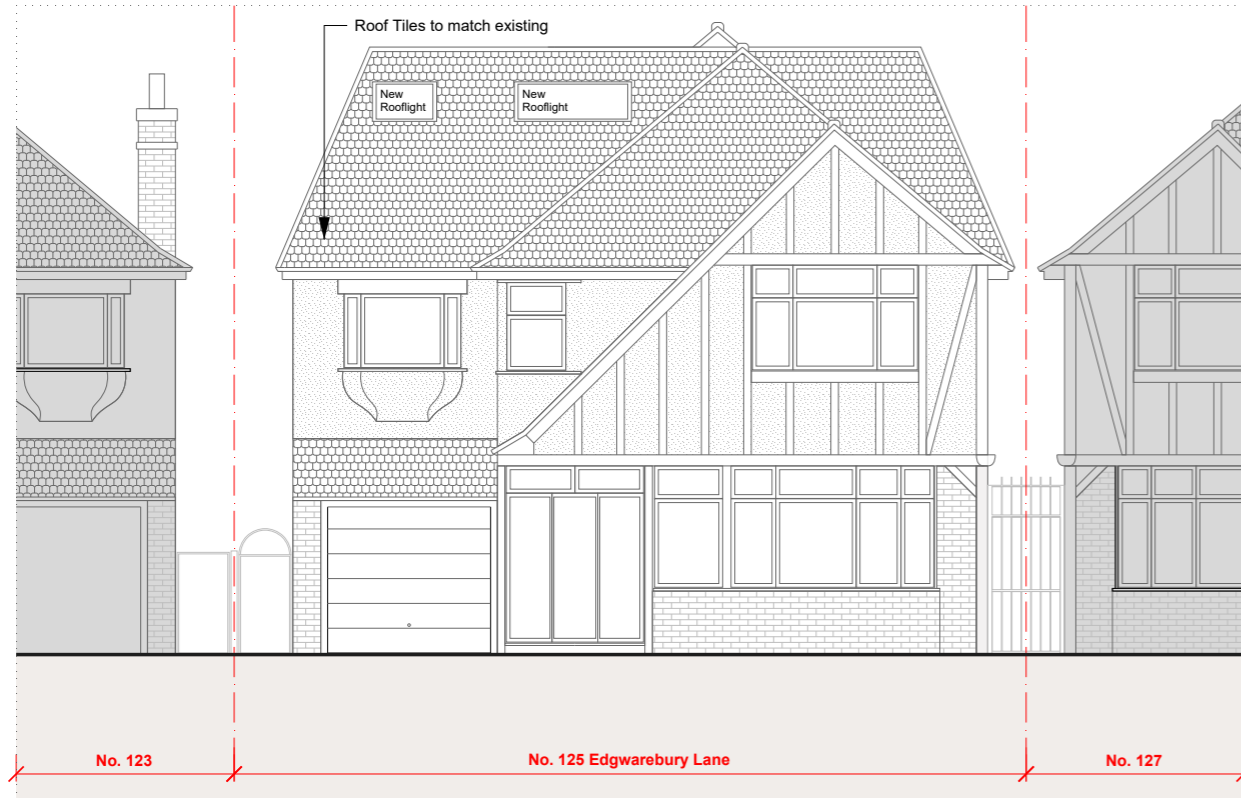 Roof Tiles to match existing
New
Rooflight
New
Rooflight
No. 123
No. 125 Edgwarebury Lane
No. 127